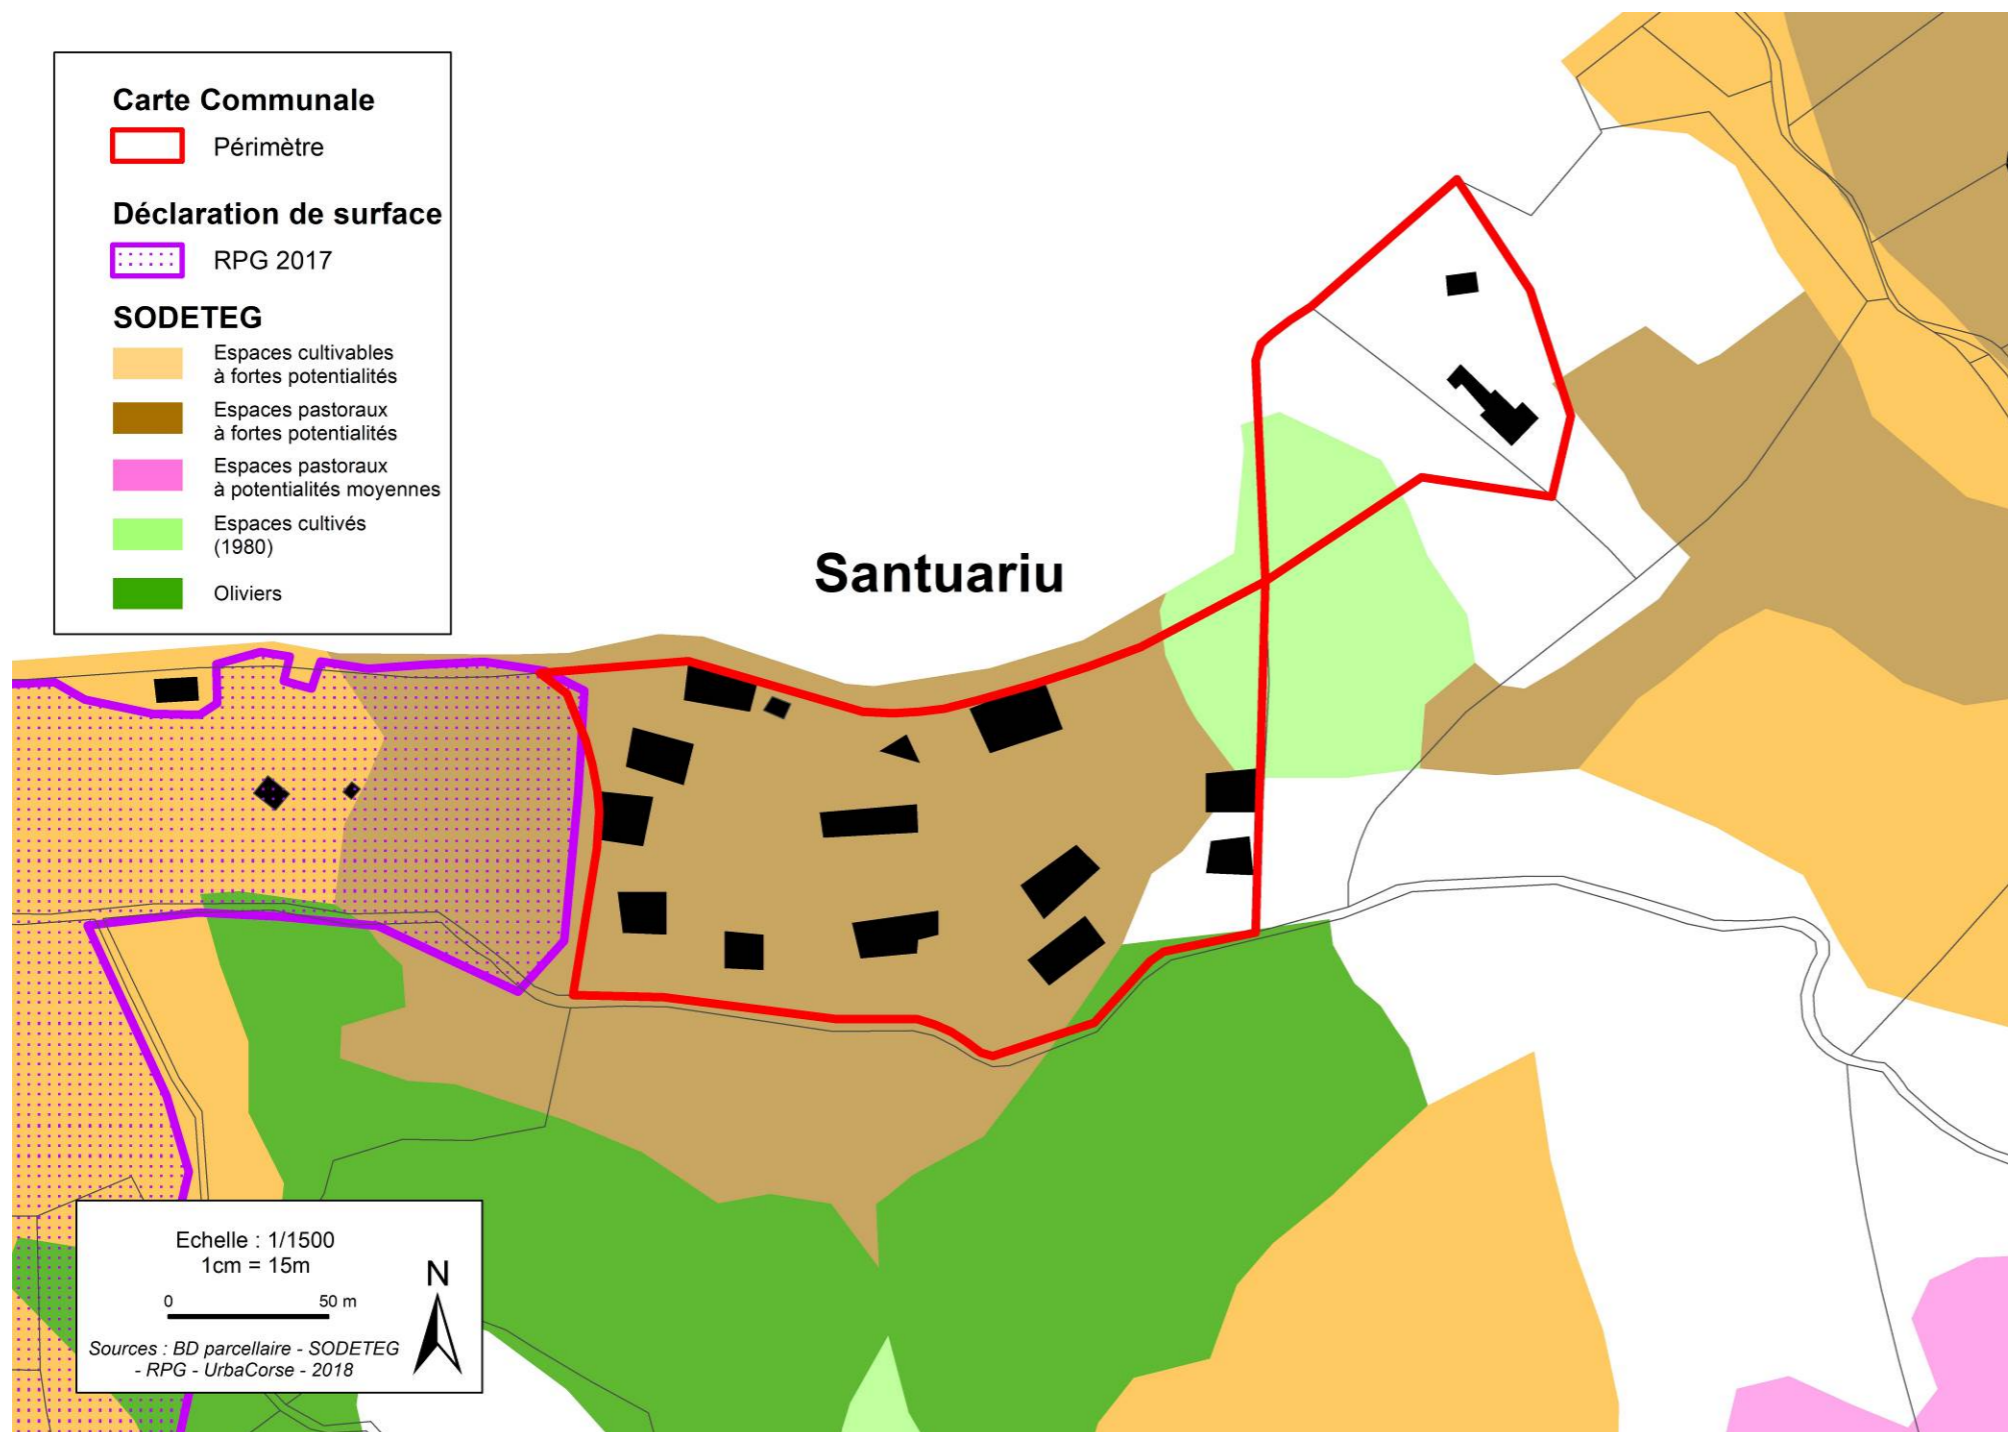 Carte Communale
Périmètre
Déclaration de surface
RPG 2017
SODETEG
Espaces cultivables
à fortes potentialités
Espaces pastoraux
à fortes potentialités
Espaces pastoraux
à potentialités moyennes
Espaces cultivés
(1980)
Oliviers
Santuariu
Echelle : 1/1500
1cm = 15m
N
0 50 m
Sources : BD parcellaire - SODETEG
- RPG - UrbaCorse - 2018